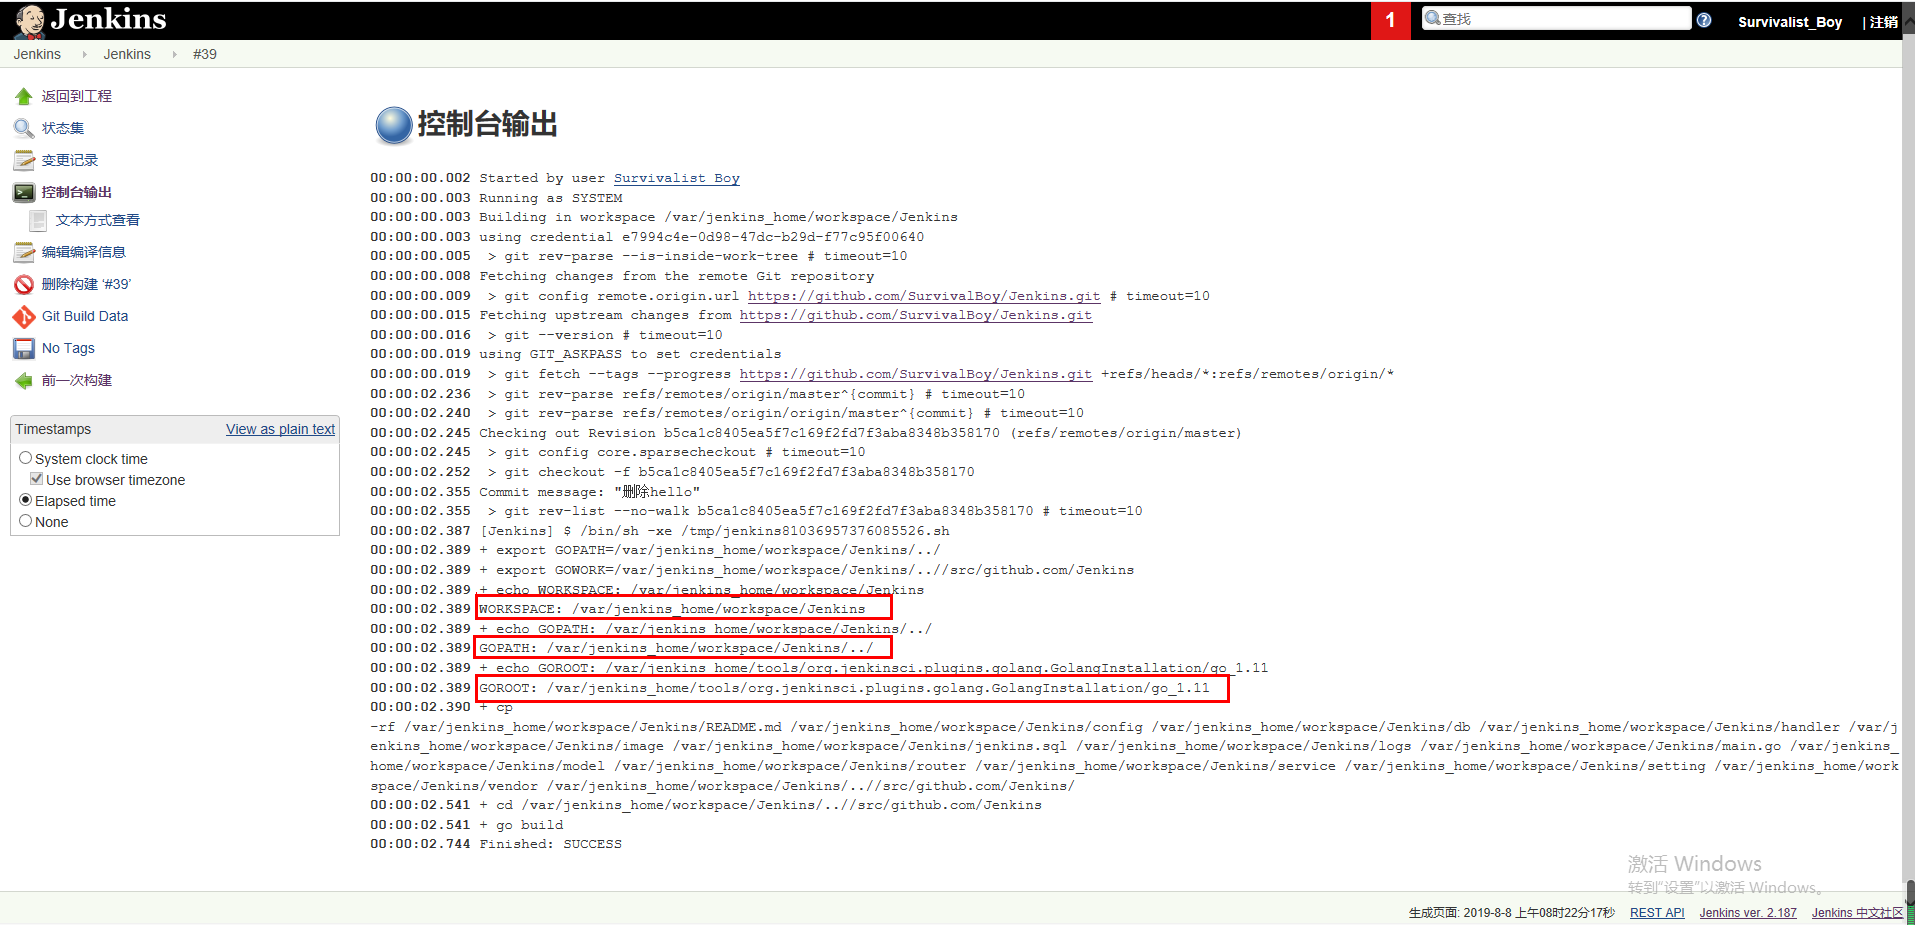 Jenkins
1
查找
Survivalist_Boy
| 注销
Jenkins
Jenkins
#39
返回到工程
状态集
变更记录
控制台输出
文本方式查看
编辑编译信息
删除构建 ‘#39’
Git Build Data
No Tags
前一次构建
Timestamps
View as plain text
System clock time
Use browser timezone
Elapsed time
None
控制台输出
00:00:00.002 Started by user Survivalist Boy
00:00:00.003 Running as SYSTEM
00:00:00.003 Building in workspace /var/jenkins_home/workspace/Jenkins
00:00:00.003 using credential e7994c4e-0d98-47dc-b29d-f77c95f00640
00:00:00.005  > git rev-parse --is-inside-work-tree # timeout=10
00:00:00.008 Fetching changes from the remote Git repository
00:00:00.009  > git config remote.origin.url https://github.com/SurvivalBoy/Jenkins.git # timeout=10
00:00:00.015 Fetching upstream changes from https://github.com/SurvivalBoy/Jenkins.git
00:00:00.016  > git --version # timeout=10
00:00:00.019 using GIT_ASKPASS to set credentials
00:00:00.019  > git fetch --tags --progress https://github.com/SurvivalBoy/Jenkins.git +refs/heads/*:refs/remotes/origin/*
00:00:02.236  > git rev-parse refs/remotes/origin/master^{commit} # timeout=10
00:00:02.240  > git rev-parse refs/remotes/origin/origin/master^{commit} # timeout=10
00:00:02.245 Checking out Revision b5ca1c8405ea5f7c169f2fd7f3aba8348b358170 (refs/remotes/origin/master)
00:00:02.245  > git config core.sparsecheckout # timeout=10
00:00:02.252  > git checkout -f b5ca1c8405ea5f7c169f2fd7f3aba8348b358170
00:00:02.355 Commit message: "删除hello"
00:00:02.355  > git rev-list --no-walk b5ca1c8405ea5f7c169f2fd7f3aba8348b358170 # timeout=10
00:00:02.387 [Jenkins] $ /bin/sh -xe /tmp/jenkins81036957376085526.sh
00:00:02.389 + export GOPATH=/var/jenkins_home/workspace/Jenkins/../
00:00:02.389 + export GOWORK=/var/jenkins_home/workspace/Jenkins/..//src/github.com/Jenkins
00:00:02.389 + echo WORKSPACE: /var/jenkins_home/workspace/Jenkins
00:00:02.389 WORKSPACE: /var/jenkins_home/workspace/Jenkins
00:00:02.389 + echo GOPATH: /var/jenkins_home/workspace/Jenkins/../
00:00:02.389 GOPATH: /var/jenkins_home/workspace/Jenkins/../
00:00:02.389 + echo GOROOT: /var/jenkins_home/tools/org.jenkinsci.plugins.golang.GolangInstallation/go_1.11
00:00:02.389 GOROOT: /var/jenkins_home/tools/org.jenkinsci.plugins.golang.GolangInstallation/go_1.11
00:00:02.390 + cp
-rf /var/jenkins_home/workspace/Jenkins/README.md /var/jenkins_home/workspace/Jenkins/config /var/jenkins_home/workspace/Jenkins/db /var/jenkins_home/workspace/Jenkins/handler /var/j
enkins_home/workspace/Jenkins/image /var/jenkins_home/workspace/Jenkins/jenkins.sql /var/jenkins_home/workspace/Jenkins/logs /var/jenkins_home/workspace/Jenkins/main.go /var/jenkins_
home/workspace/Jenkins/model /var/jenkins_home/workspace/Jenkins/router /var/jenkins_home/workspace/Jenkins/service /var/jenkins_home/workspace/Jenkins/setting /var/jenkins_home/work
space/Jenkins/vendor /var/jenkins_home/workspace/Jenkins/..//src/github.com/Jenkins/
00:00:02.541 + cd /var/jenkins_home/workspace/Jenkins/..//src/github.com/Jenkins
00:00:02.541 + go build
00:00:02.744 Finished: SUCCESS
激活 Windows
转到“设置”以激活 Windows。
生成页面: 2019-8-8 上午08时22分17秒
REST API
Jenkins ver. 2.187
Jenkins 中文社区